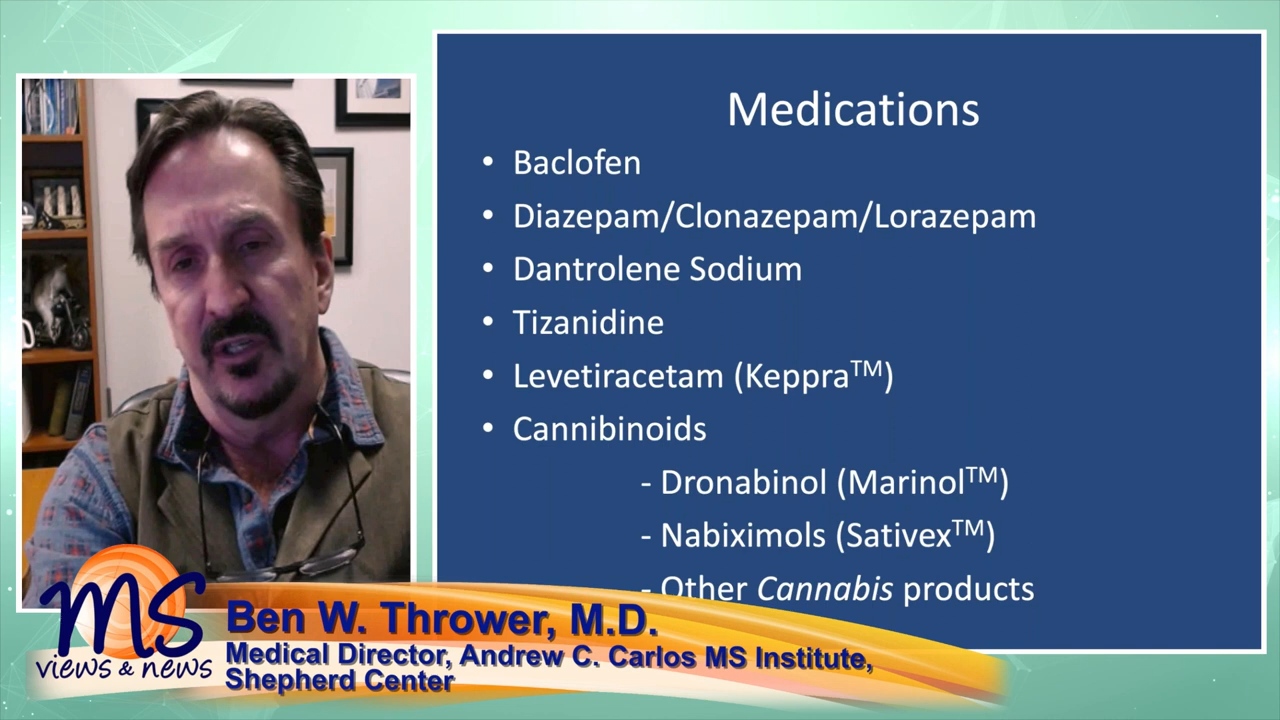 Medications
• Baclofen
• Diazepam/Clonazepam/Lorazepam
• Dantrolene Sodium
• Tizanidine
• Levetiracetam (Keppra™)
• Cannibinoids
- Dronabinol (Marinol™)
- Nabiximols (Sativex™)
- Other Cannabis products
MS
views & news
Ben W. Thrower, M.D.
Medical Director, Andrew C. Carlos MS Institute,
Shepherd Center